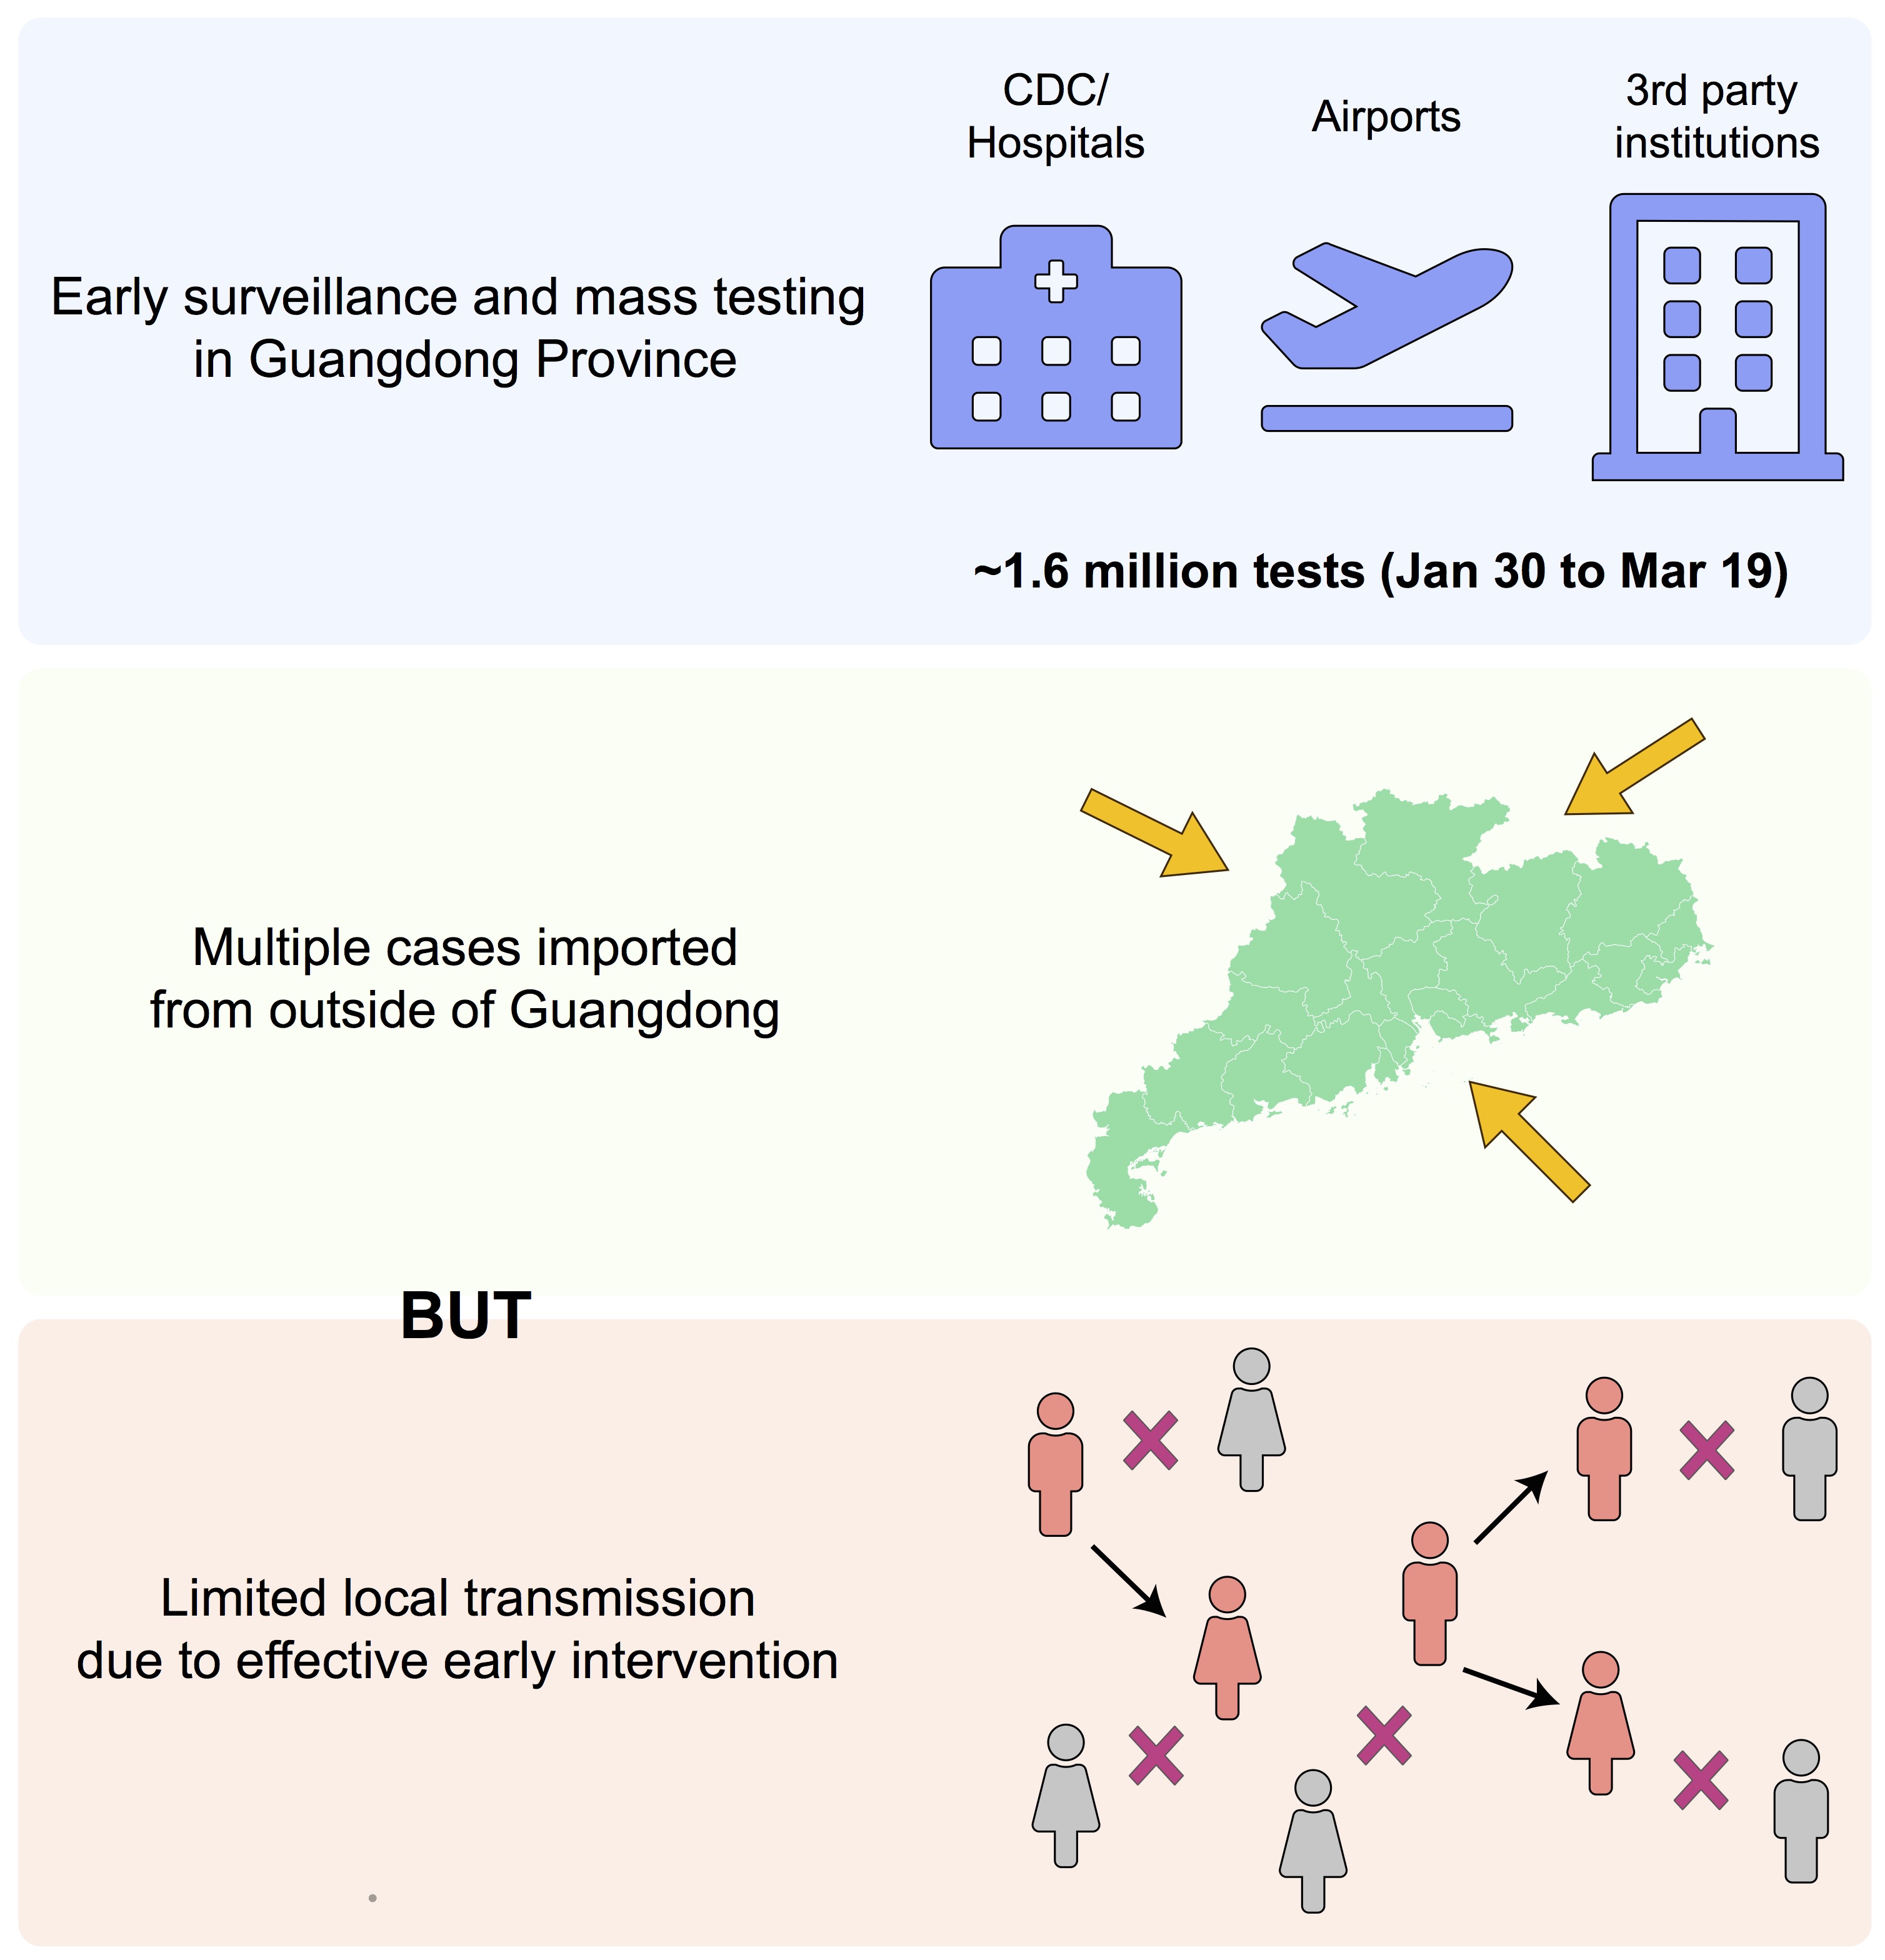 CDC/
Hospitals
Airports
3rd party
institutions
Early surveillance and mass testing
in Guangdong Province
~1.6 million tests (Jan 30 to Mar 19)
Multiple cases imported
from outside of Guangdong
BUT
Limited local transmission
due to effective early intervention